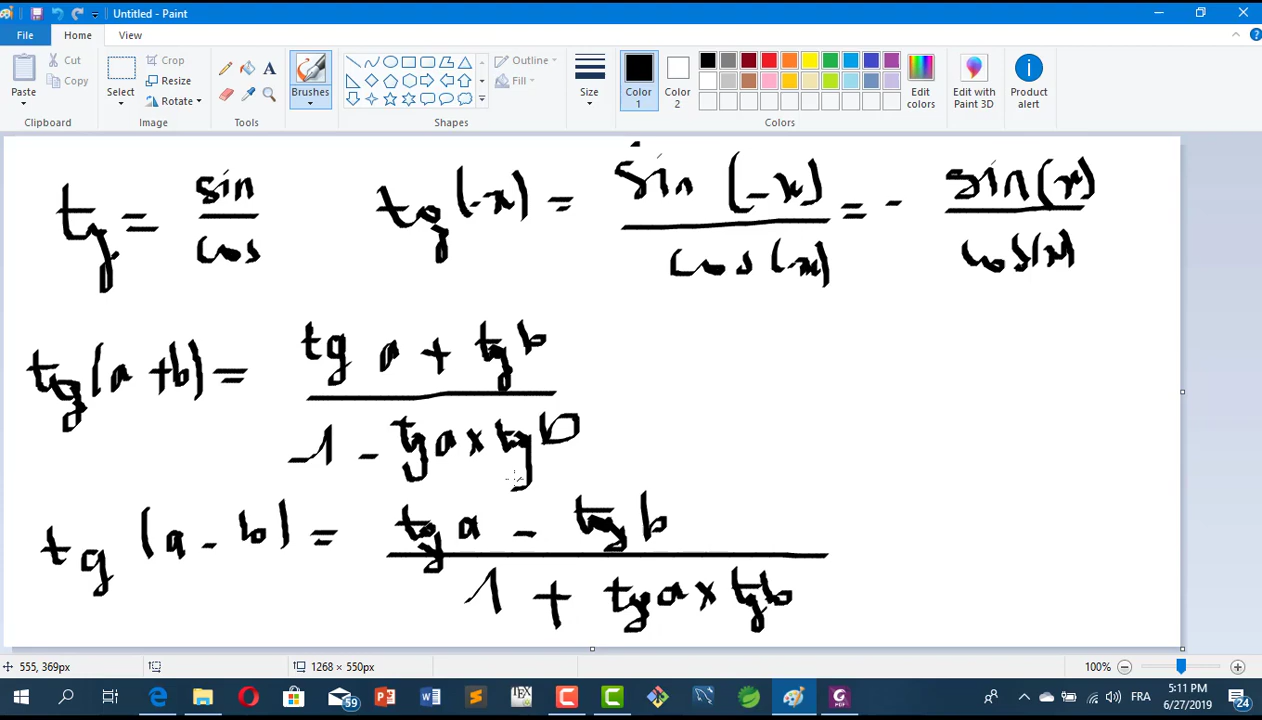 Untitled - Paint
File Home View
Paste Cut Copy Clipboard
Select Crop Resize Rotate Image
Tools
Brushes
Outline Fill Shapes
Size
Color 1 Color 2 Edit colors Colors
Edit with Paint 3D
Product alert
tg = sin / cos
tg(-x) = sin(-x) / cos(-x) = - sin(x) / cos(x)
tg(a+b) = tg a + tg b / 1 - tg a x tg b
tg(a-b) = tg a - tg b / 1 + tg a x tg b
555, 369px 1268 × 550px 100%
59 FRA 5:11 PM 6/27/2019 24